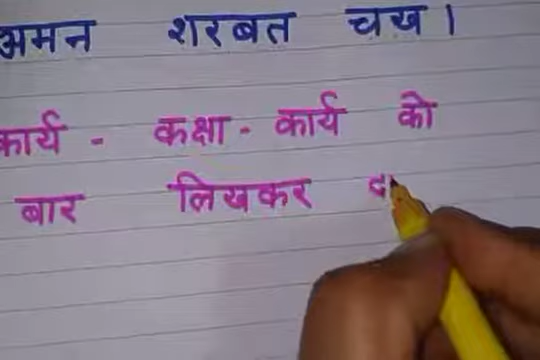 अमन शरबत चख।
कार्य - कक्षा - कार्य को
बार लिखकर